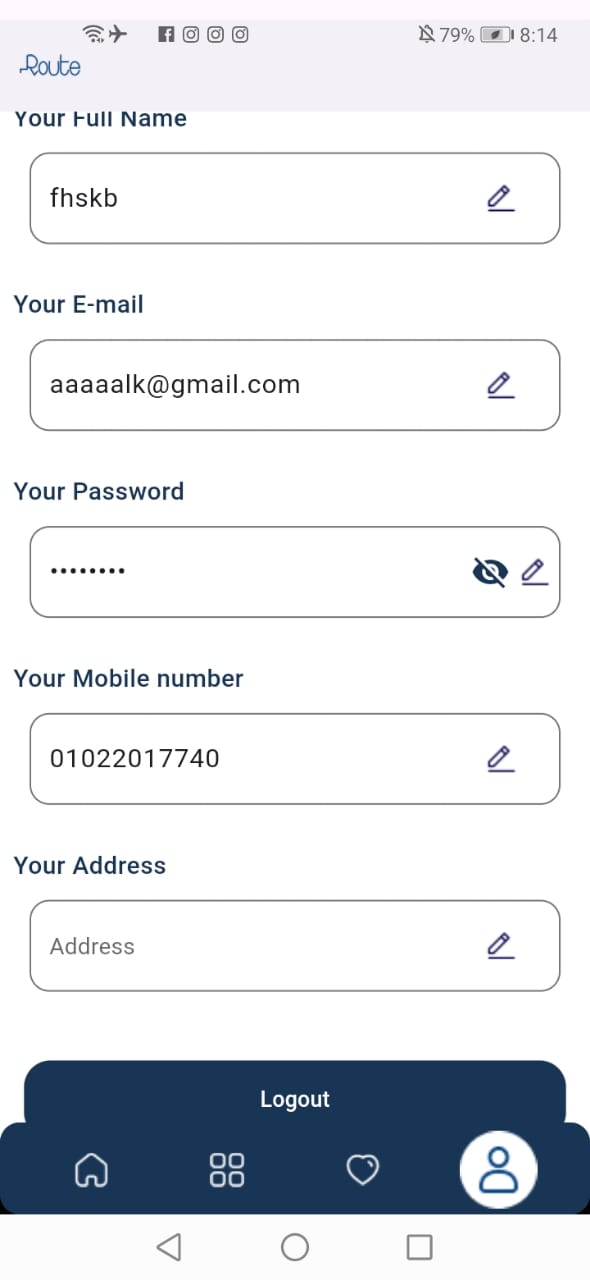 79% 8:14
Route
Your Full Name
fhskb
Your E-mail
aaaaalk@gmail.com
Your Password
••••••••
Your Mobile number
01022017740
Your Address
Address
Logout